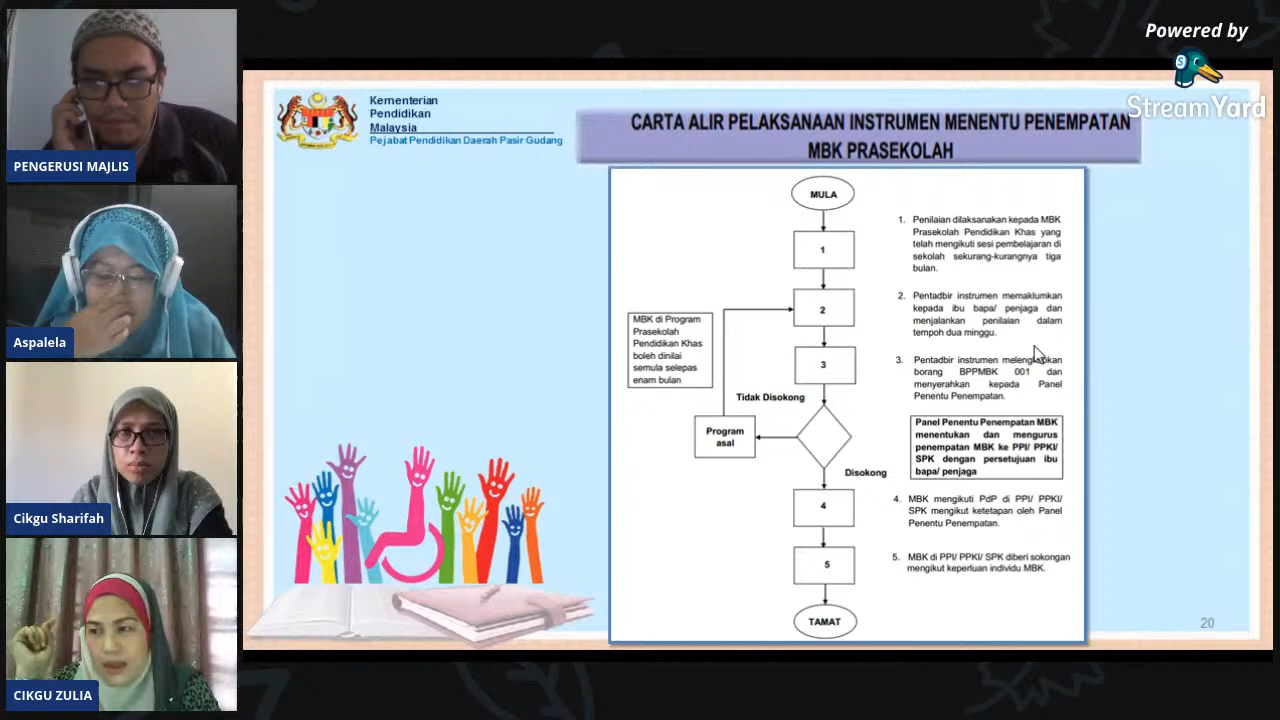 Powered by
StreamYard
PENGERUSI MAJLIS
Aspalela
Cikgu Sharifah
CIKGU ZULIA
Kementerian
Pendidikan
Malaysia
Pejabat Pendidikan Daerah Pasir Gudang
CARTA ALIR PELAKSANAAN INSTRUMEN MENENTU PENEMPATAN
MBK PRASEKOLAH
MULA
1
2
3
MBK di Program
Prasekolah
Pendidikan Khas
boleh dinilai
semula selepas
enam bulan
Tidak Disokong
Program
asal
Disokong
4
5
TAMAT
1. Penilaian dilaksanakan kepada MBK
Prasekolah Pendidikan Khas yang
telah mengikuti sesi pembelajaran di
sekolah sekurang-kurangnya tiga
bulan.
2. Pentadbir instrumen memaklumkan
kepada ibu bapa/ penjaga dan
menjalankan penilaian dalam
tempoh dua minggu.
3. Pentadbir instrumen melengkapkan
borang BPPMBK 001 dan
menyerahkan kepada Panel
Penentu Penempatan.
Panel Penentu Penempatan MBK
menentukan dan mengurus
penempatan MBK ke PPI/ PPKI/
SPK dengan persetujuan ibu
bapa/ penjaga
4. MBK mengikuti PdP di PPI/ PPKI/
SPK mengikut ketetapan oleh Panel
Penentu Penempatan.
5. MBK di PPI/ PPKI/ SPK diberi sokongan
mengikut keperluan individu MBK.
20